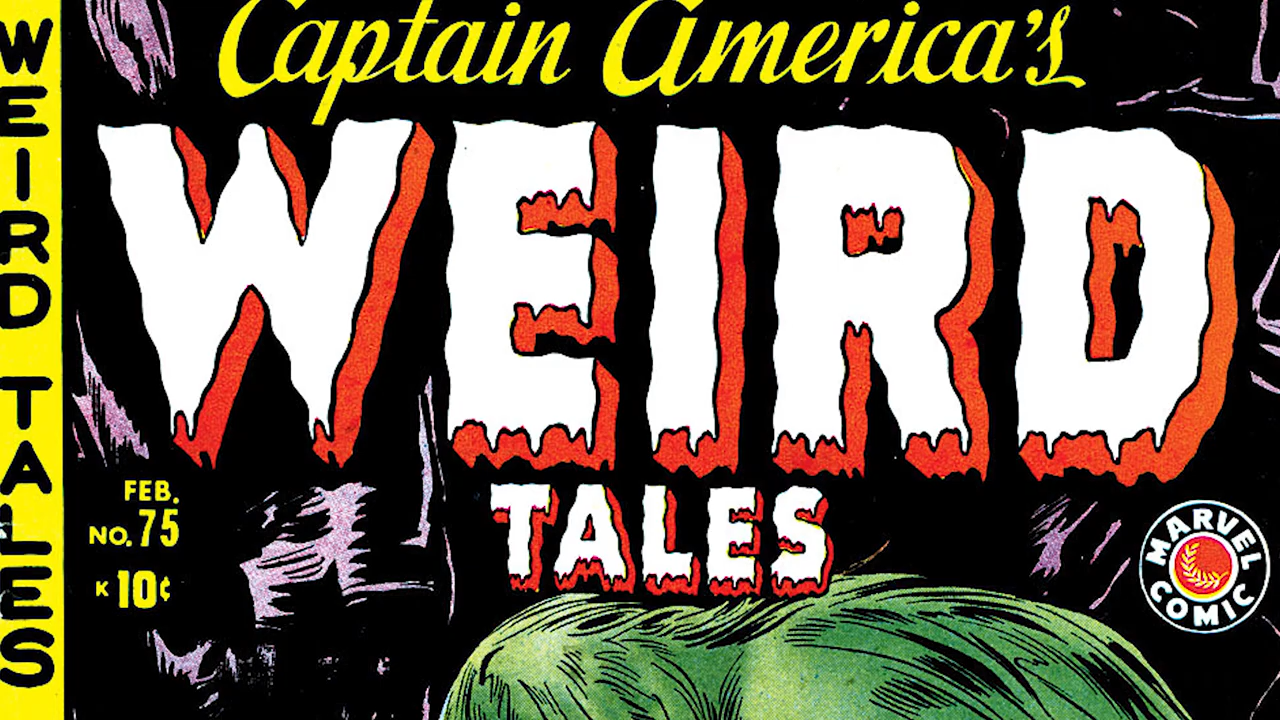 WEIRD TALES
Captain America's
WEIRD
TALES
FEB.
NO. 75
K 10¢
MARVEL COMIC